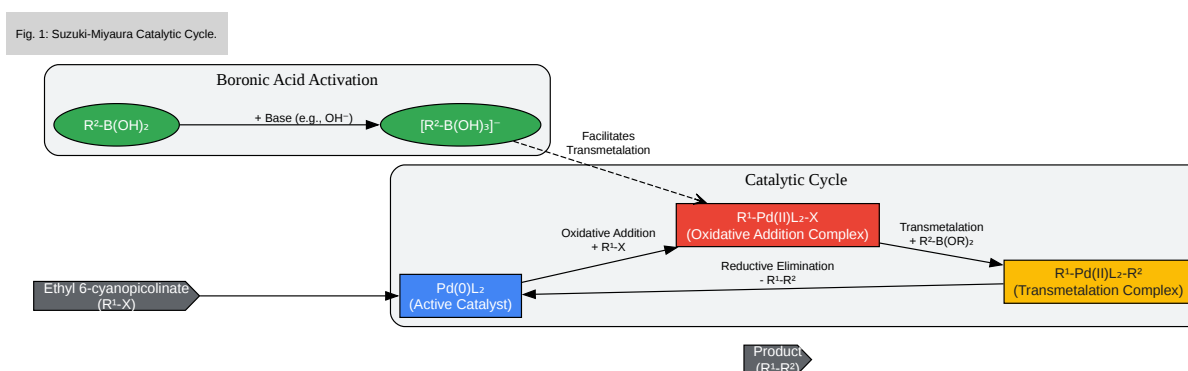 Fig. 1: Suzuki-Miyaura Catalytic Cycle.
Boronic Acid Activation
R²-B(OH)₂
+ Base (e.g., OH⁻)
[R²-B(OH)₃]⁻
Facilitates
Transmetalation
Catalytic Cycle
R¹-Pd(II)L₂-X
(Oxidative Addition Complex)
Oxidative Addition
+ R¹-X
Transmetalation
+ R²-B(OR)₂
Reductive Elimination
- R¹-R²
R¹-Pd(II)L₂-R²
(Transmetalation Complex)
Ethyl 6-cyanopicolinate
(R¹-X)
Pd(0)L₂
(Active Catalyst)
Product
(R¹-R²)